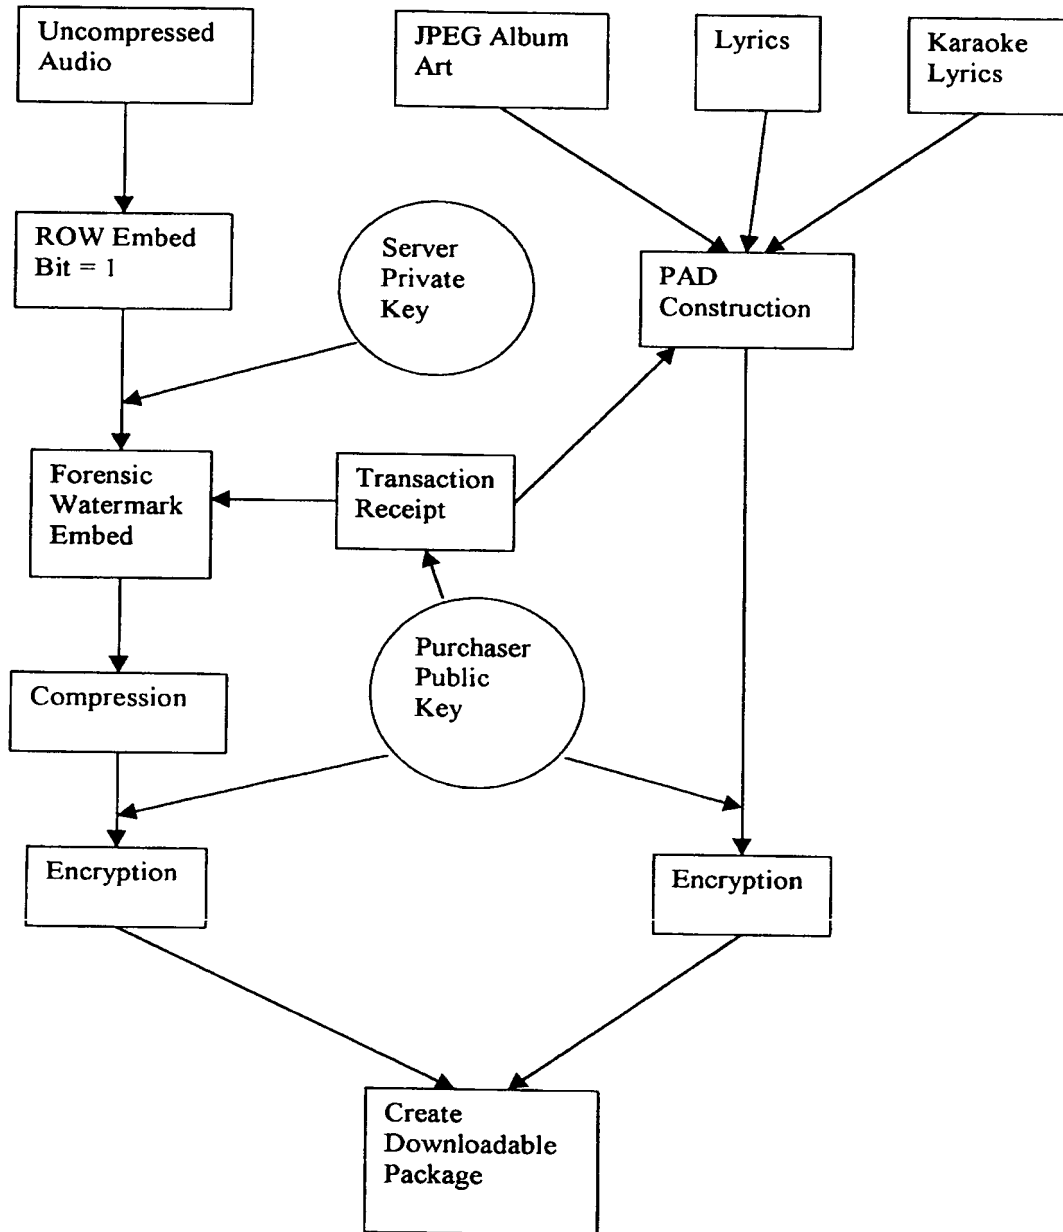 Uncompressed
Audio
JPEG Album
Art
Lyrics
Karaoke
Lyrics
ROW Embed
Bit = 1
Server
Private
Key
PAD
Construction
Forensic
Watermark
Embed
Transaction
Receipt
Purchaser
Public
Key
Compression
Encryption
Encryption
Create
Downloadable
Package